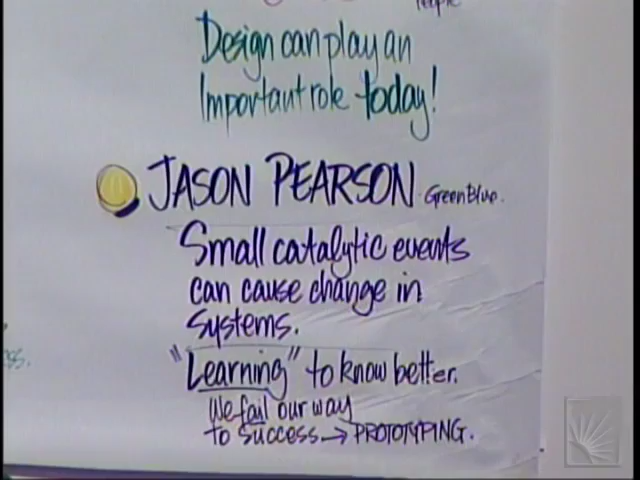 People
Design can play an
Important role today!
JASON PEARSON GreenBlue.
Small catalytic events
can cause change in
Systems.
"Learning" to know better.
We fail our way
to Success → PROTOTYPING.